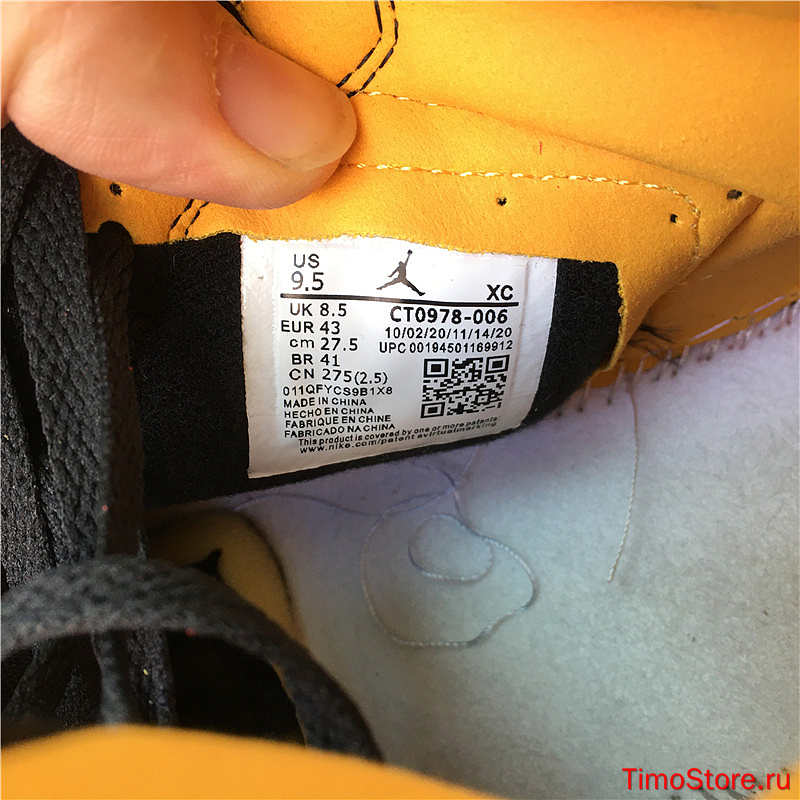 US
9.5
XC
UK 8.5
EUR 43
cm 27.5
BR 41
CN 275(2.5)
CT0978-006
10/02/20/11/14/20
UPC 00194501169912
011QFYCS9B1X8
MADE IN CHINA
HECHO EN CHINA
FABRIQUE EN CHINE
FABRICADO NA CHINA
This product is covered by one or more patents.
www.nike.com/patent svirtualmarking
TimoStore.ru